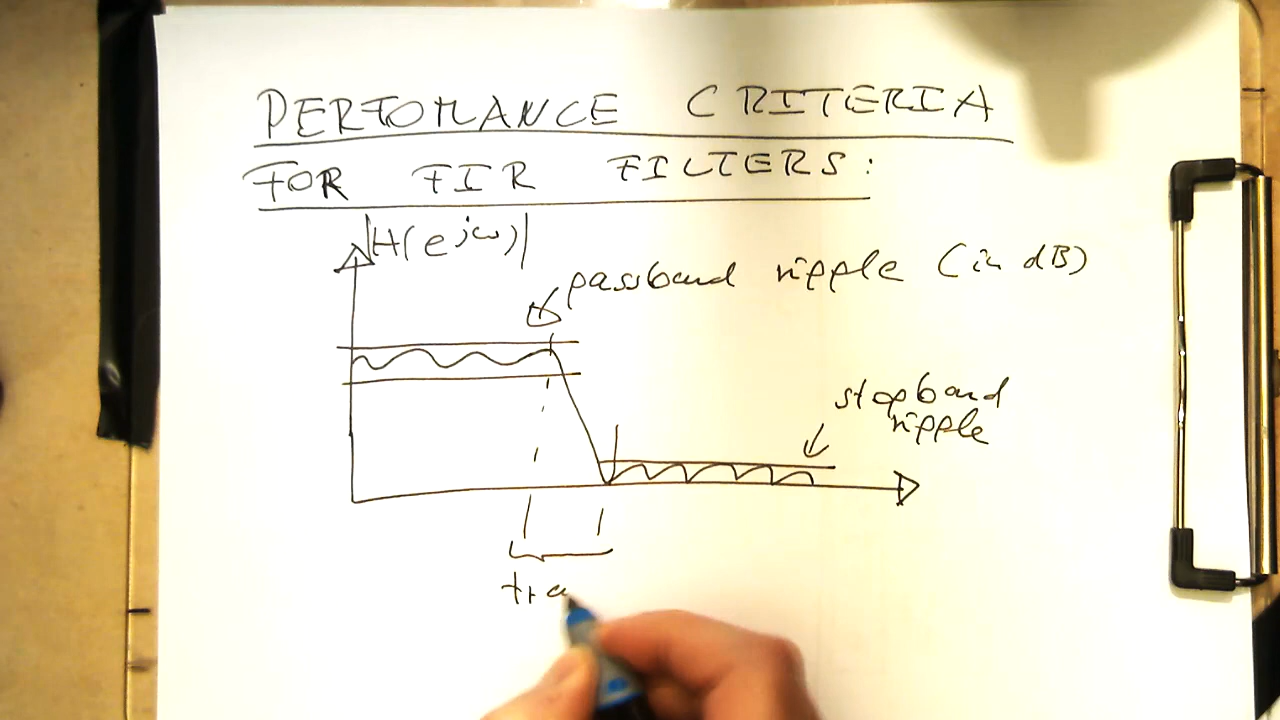 PERFOMANCE CRITERIA
FOR FIR FILTERS:
|H(e^jω)|
passband ripple (in dB)
stopband
ripple
tra